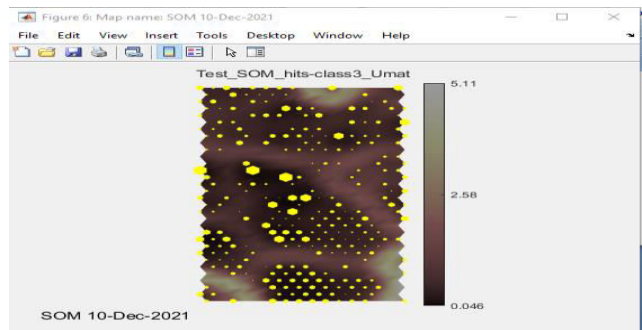 Figure 6: Map name: SOM 10-Dec-2021
File Edit View Insert Tools Desktop Window Help
Test_SOM_hits-class3_Umat
5.11
2.58
0.046
SOM 10-Dec-2021